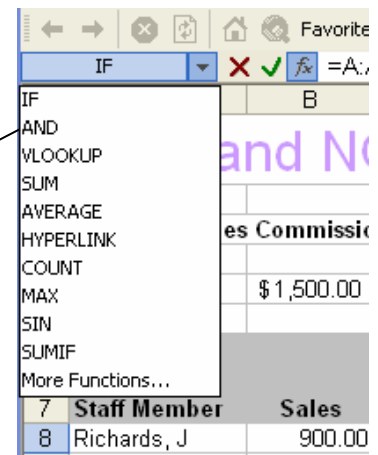 Favorite
IF =A:
IF
AND
VLOOKUP
SUM
AVERAGE
HYPERLINK
COUNT
MAX
SIN
SUMIF
More Functions...
B
and N
es Commissi
$1,500.00
7 Staff Member Sales
8 Richards, J 900.00